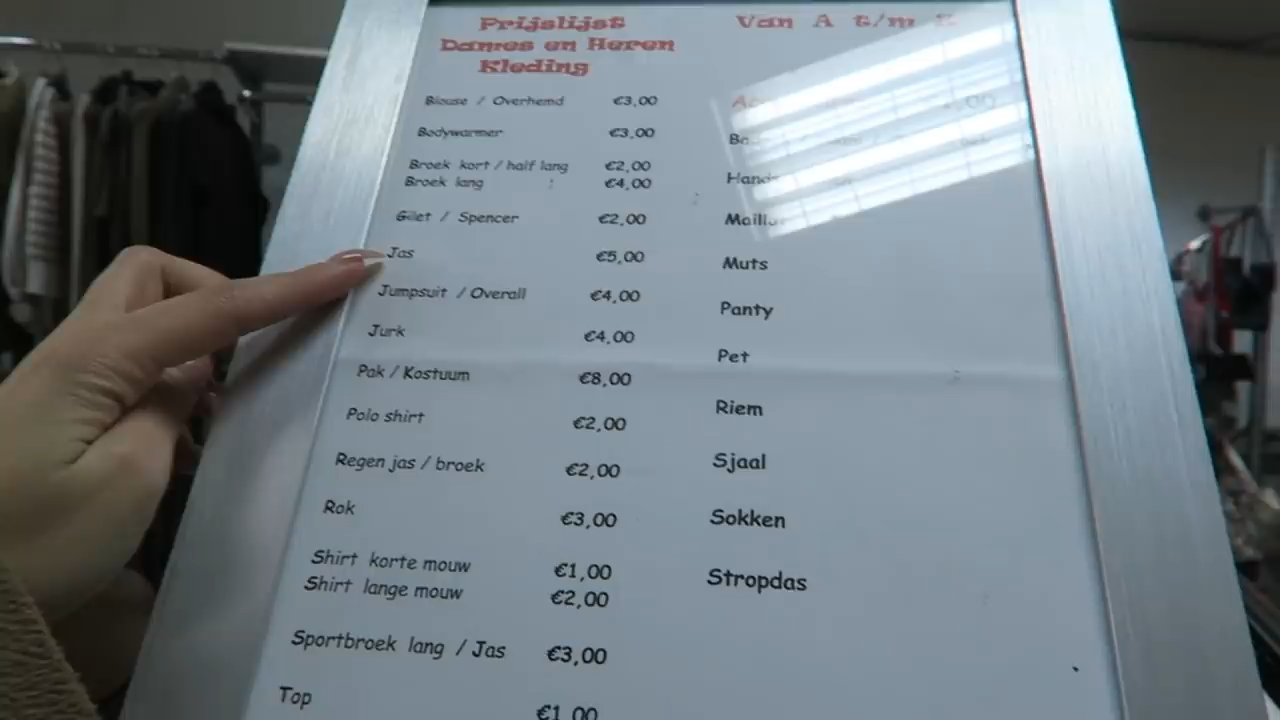 Prijslijst
Dames en Heren
Kleding
Blouse / Overhemd €3,00
Bodywarmer €3,00
Broek kort / half lang €2,00
Broek lang : €4,00
Gilet / Spencer €2,00
Jas €5,00
Jumpsuit / Overall €4,00
Jurk €4,00
Pak / Kostuum €8,00
Polo shirt €2,00
Regen jas / broek €2,00
Rok €3,00
Shirt korte mouw €1,00
Shirt lange mouw €2,00
Sportbroek lang / Jas €3,00
Top €1,00
Van A t/m Z
Muts
Panty
Pet
Riem
Sjaal
Sokken
Stropdas